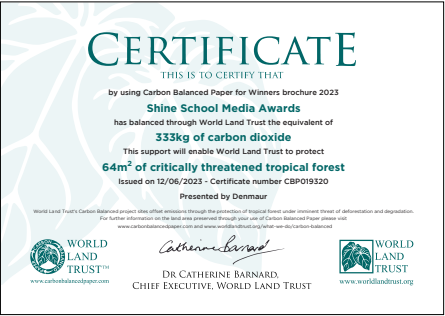 CERTIFICATE
THIS IS TO CERTIFY THAT
by using Carbon Balanced Paper for Winners brochure 2023
Shine School Media Awards
has balanced through World Land Trust the equivalent of
333kg of carbon dioxide
This support will enable World Land Trust to protect
64m² of critically threatened tropical forest
Issued on 12/06/2023 - Certificate number CBP019320
Presented by Denmaur
World Land Trust's Carbon Balanced project sites offset emissions through the protection of tropical forest under imminent threat of deforestation and degradation.
For further information on the land area preserved through your use of Carbon Balanced Paper please visit
www.carbonbalancedpaper.com and www.worldlandtrust.org/what-we-do/carbon-balanced
WORLD
LAND
TRUST™
www.carbonbalancedpaper.com
Catherine Barnard
DR CATHERINE BARNARD,
CHIEF EXECUTIVE, WORLD LAND TRUST
WORLD
LAND
TRUST
www.worldlandtrust.org